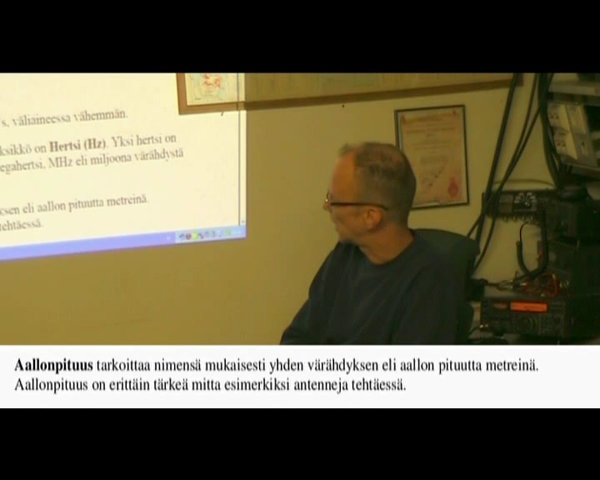 s, väliaineessa vähemmän.
ksikkö on Hertsi (Hz). Yksi hertsi on
egahertsi, MHz eli miljoona värähdystä
ksen eli aallon pituutta metreinä.
tehtäessä.
Aallonpituus tarkoittaa nimensä mukaisesti yhden värähdyksen eli aallon pituutta metreinä.
Aallonpituus on erittäin tärkeä mitta esimerkiksi antenneja tehtäessä.